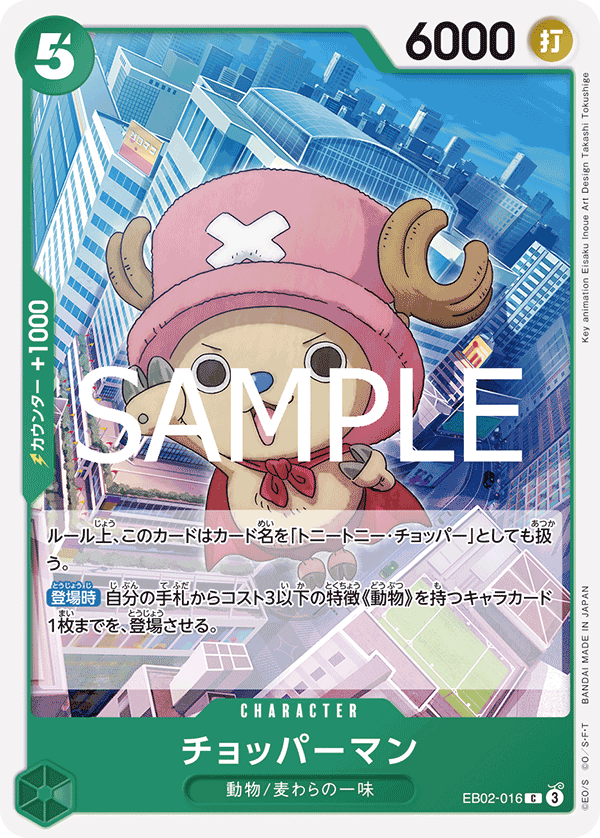 5
6000
打
Key animation Eisaku Inoue Art Design Takashi Tokushige
カウンター +1000
SAMPLE
ルール上、このカードはカード名を「トニートニー・チョッパー」としても扱
う。
登場時 自分の手札からコスト3以下の特徴《動物》を持つキャラカード
1枚までを、登場させる。
CHARACTER
チョッパーマン
動物/麦わらの一味
EB02-016 C 3
©E.O/S ©O／S・F・T BANDAI MADE IN JAPAN